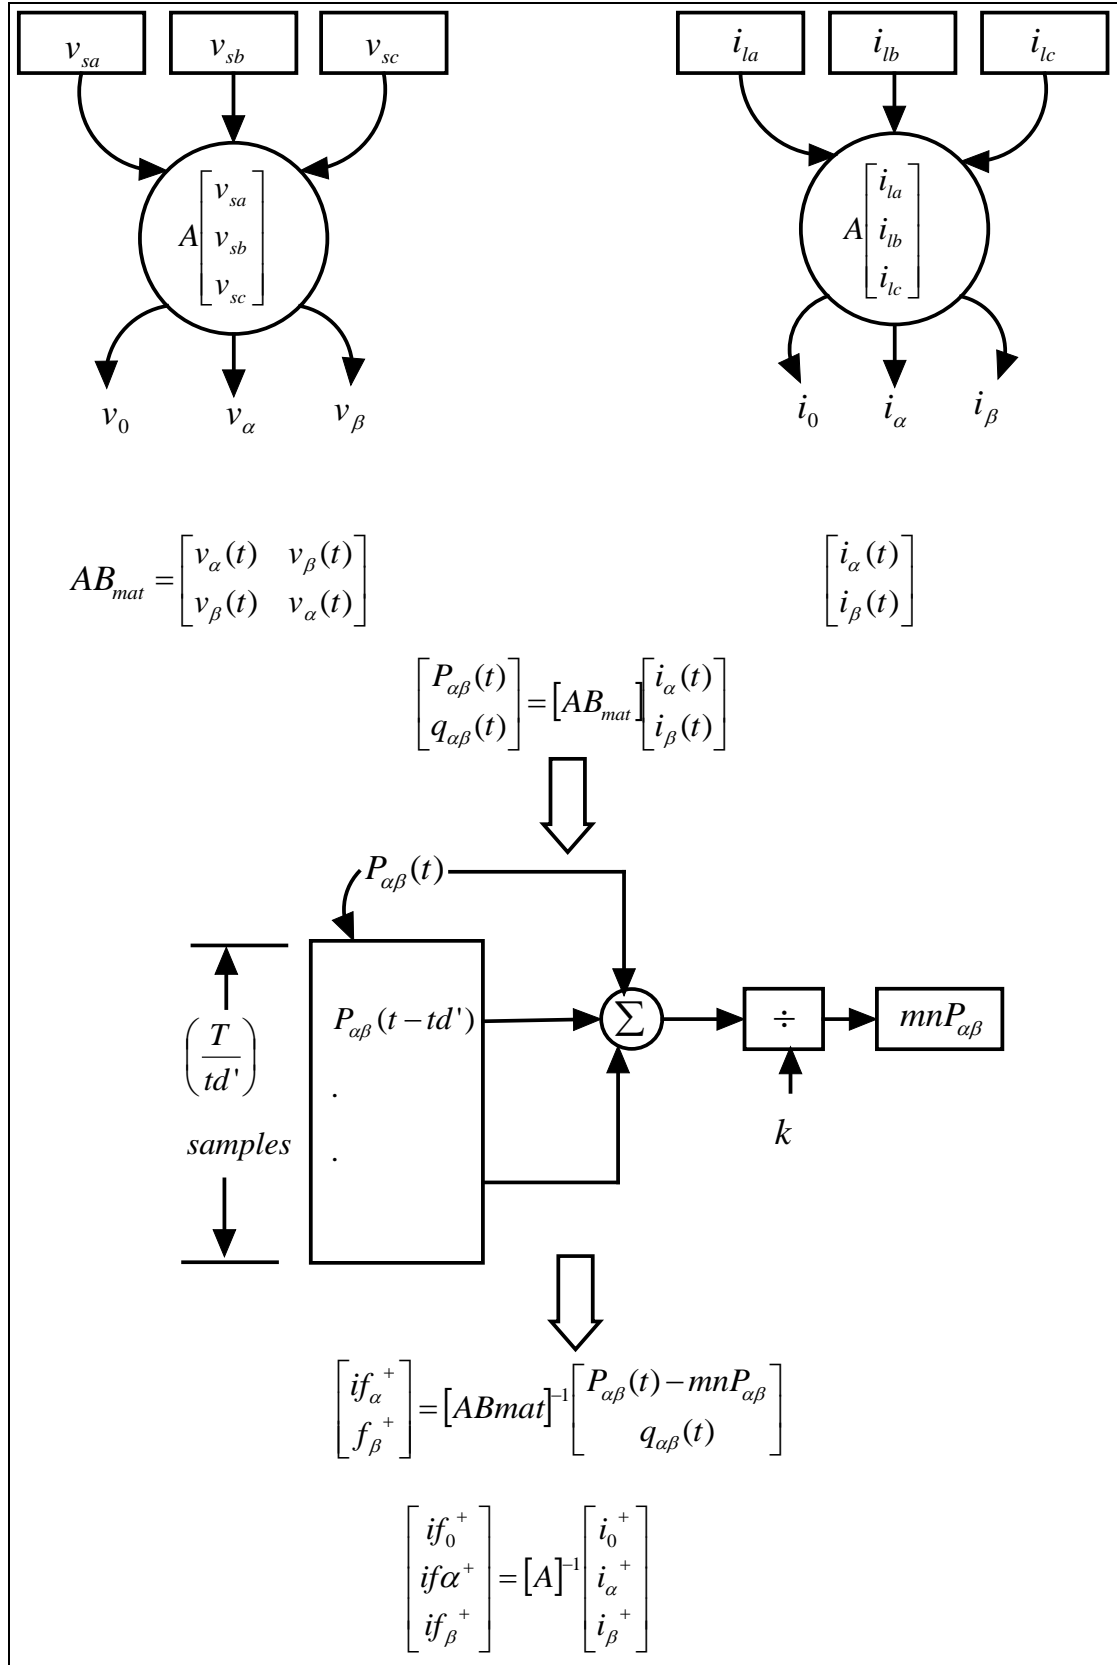 v_sa v_sb v_sc i_la i_lb i_lc
A[v_sa; v_sb; v_sc] A[i_la; i_lb; i_lc]
v_0 v_α v_β i_0 i_α i_β
AB_mat = [v_α(t) v_β(t); v_β(t) v_α(t)] [i_α(t); i_β(t)]
[P_αβ(t); q_αβ(t)] = [AB_mat][i_α(t); i_β(t)]
P_αβ(t)
P_αβ(t − td') Σ ÷ mnP_αβ
(T/td')
.
k
samples
.
[if_α^+; f_β^+] = [ABmat]^−1 [P_αβ(t) − mnP_αβ; q_αβ(t)]
[if_0^+; ifα^+; if_β^+] = [A]^−1 [i_0^+; i_α^+; i_β^+]